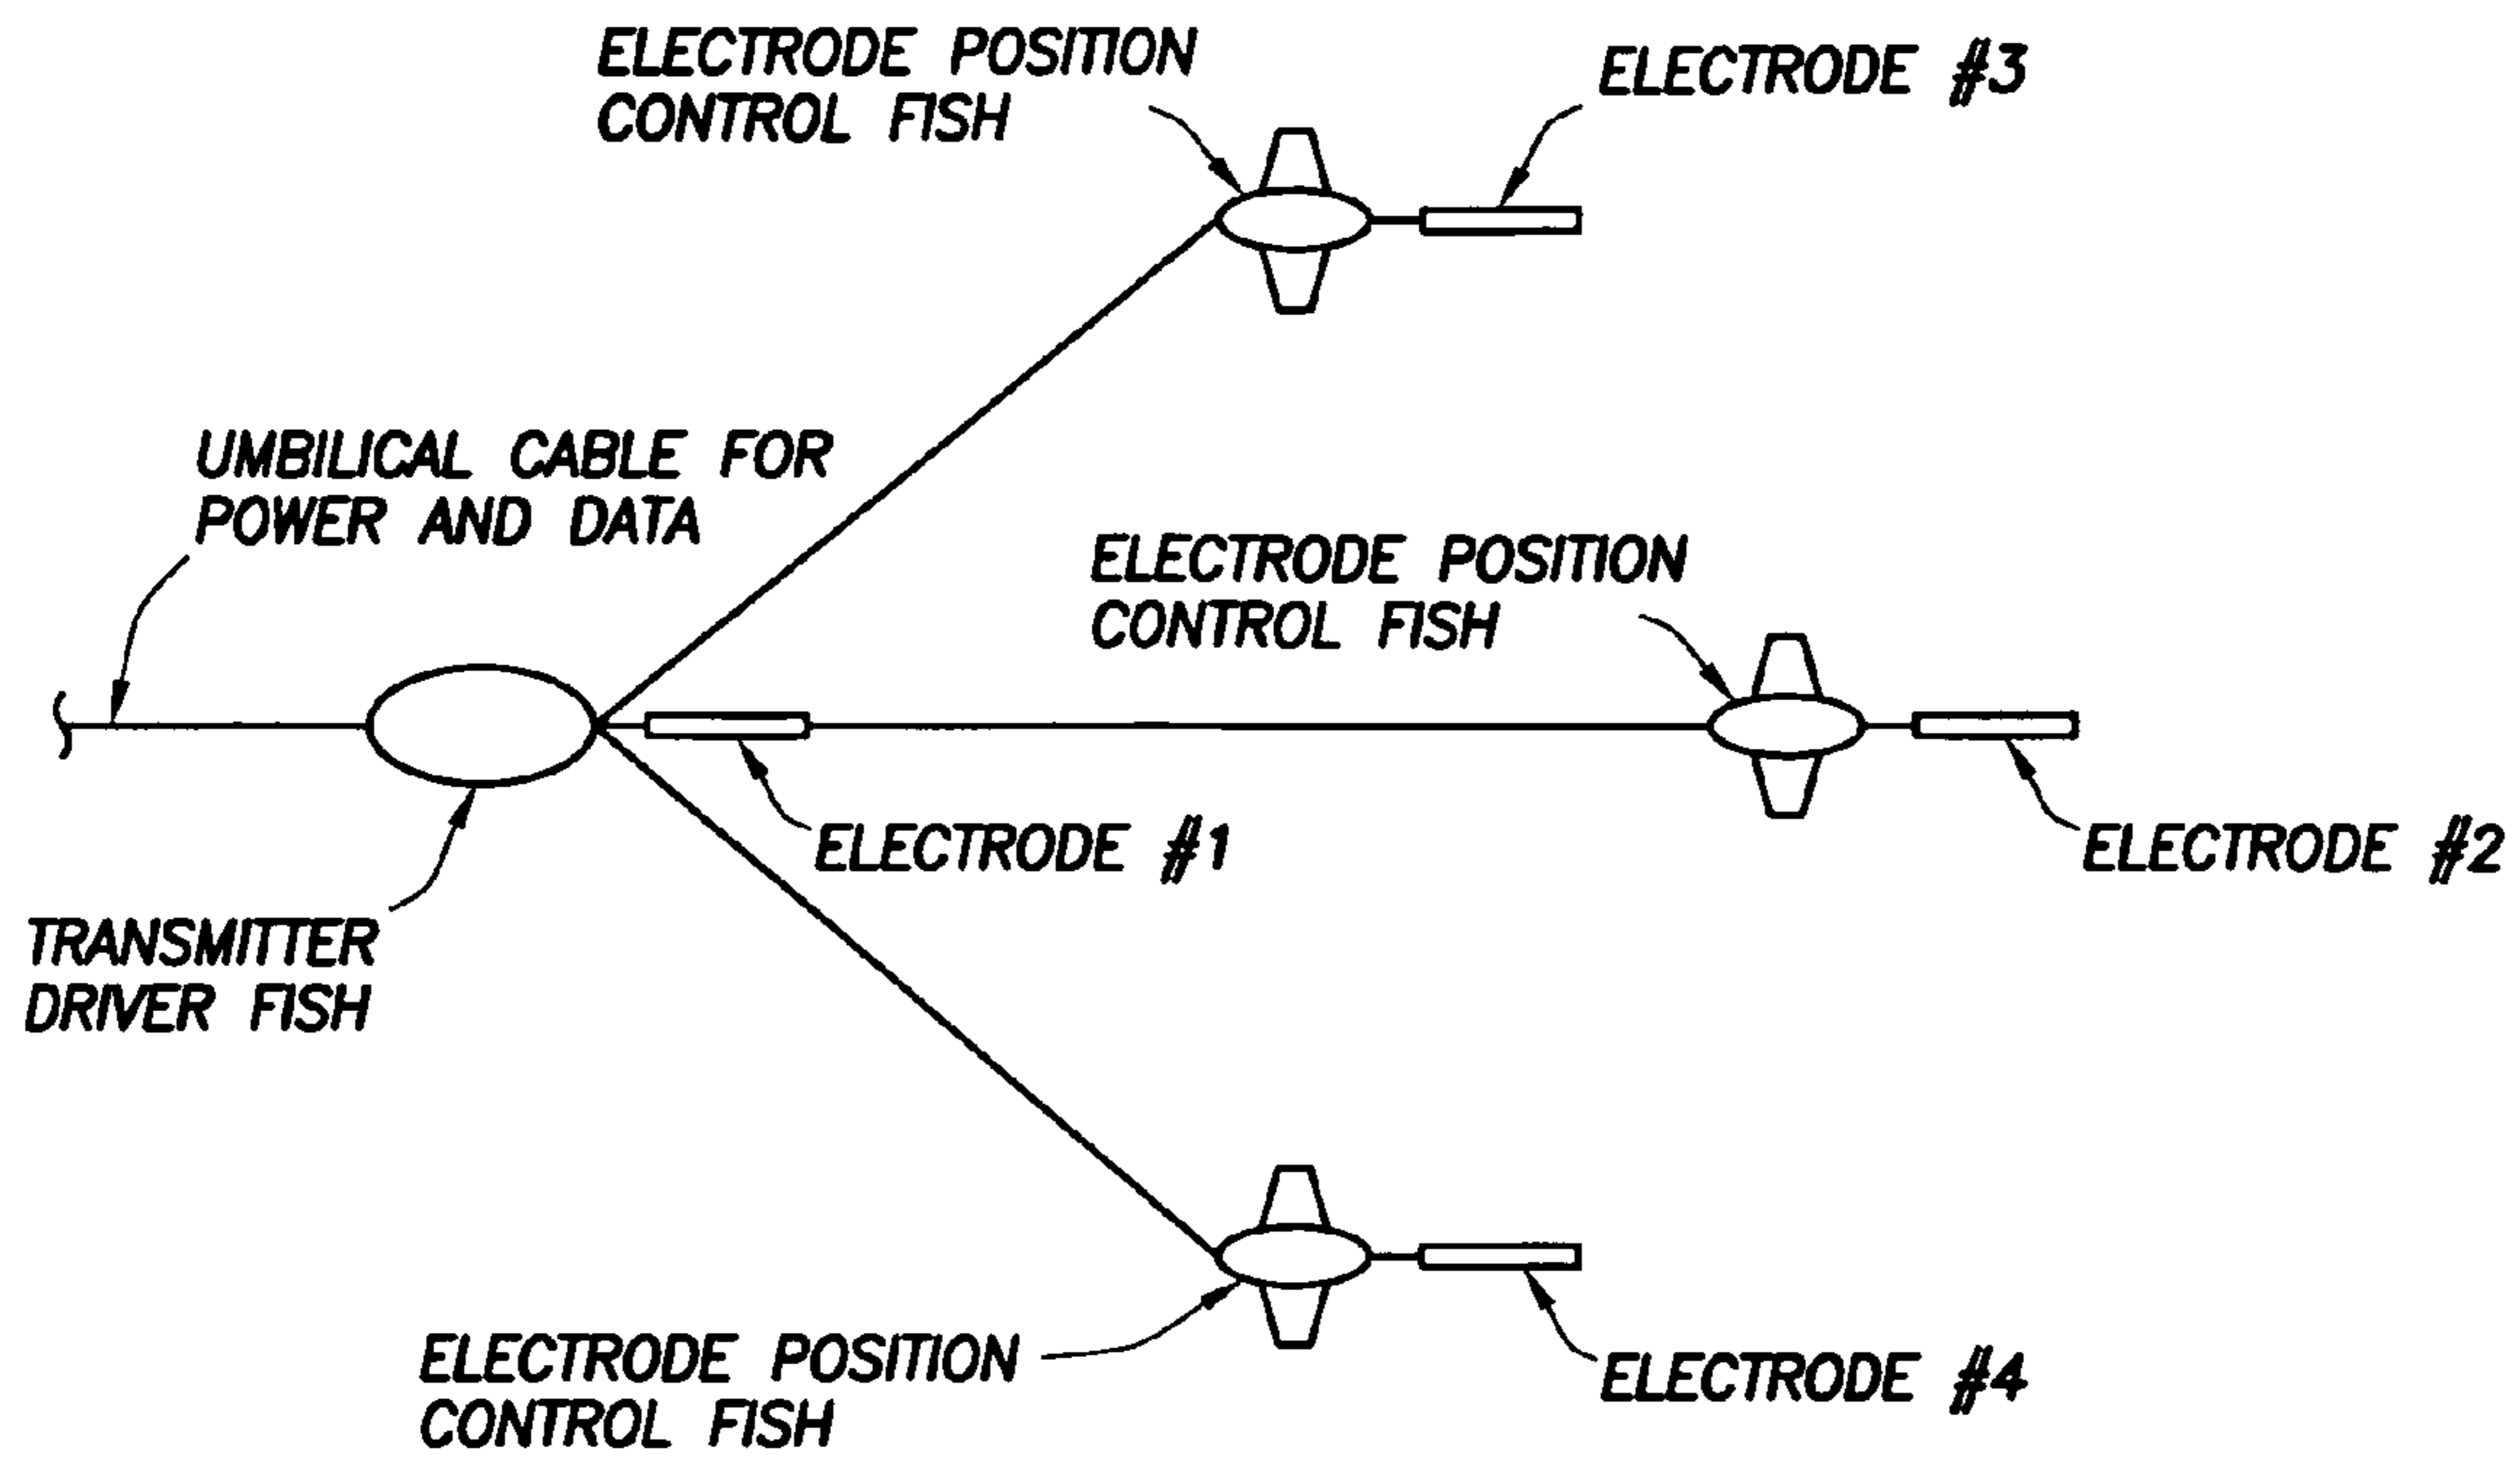 ELECTRODE POSITION
CONTROL FISH
ELECTRODE #3
UMBILICAL CABLE FOR
POWER AND DATA
ELECTRODE POSITION
CONTROL FISH
ELECTRODE #1
ELECTRODE #2
TRANSMITTER
DRIVER FISH
ELECTRODE POSITION
CONTROL FISH
ELECTRODE #4